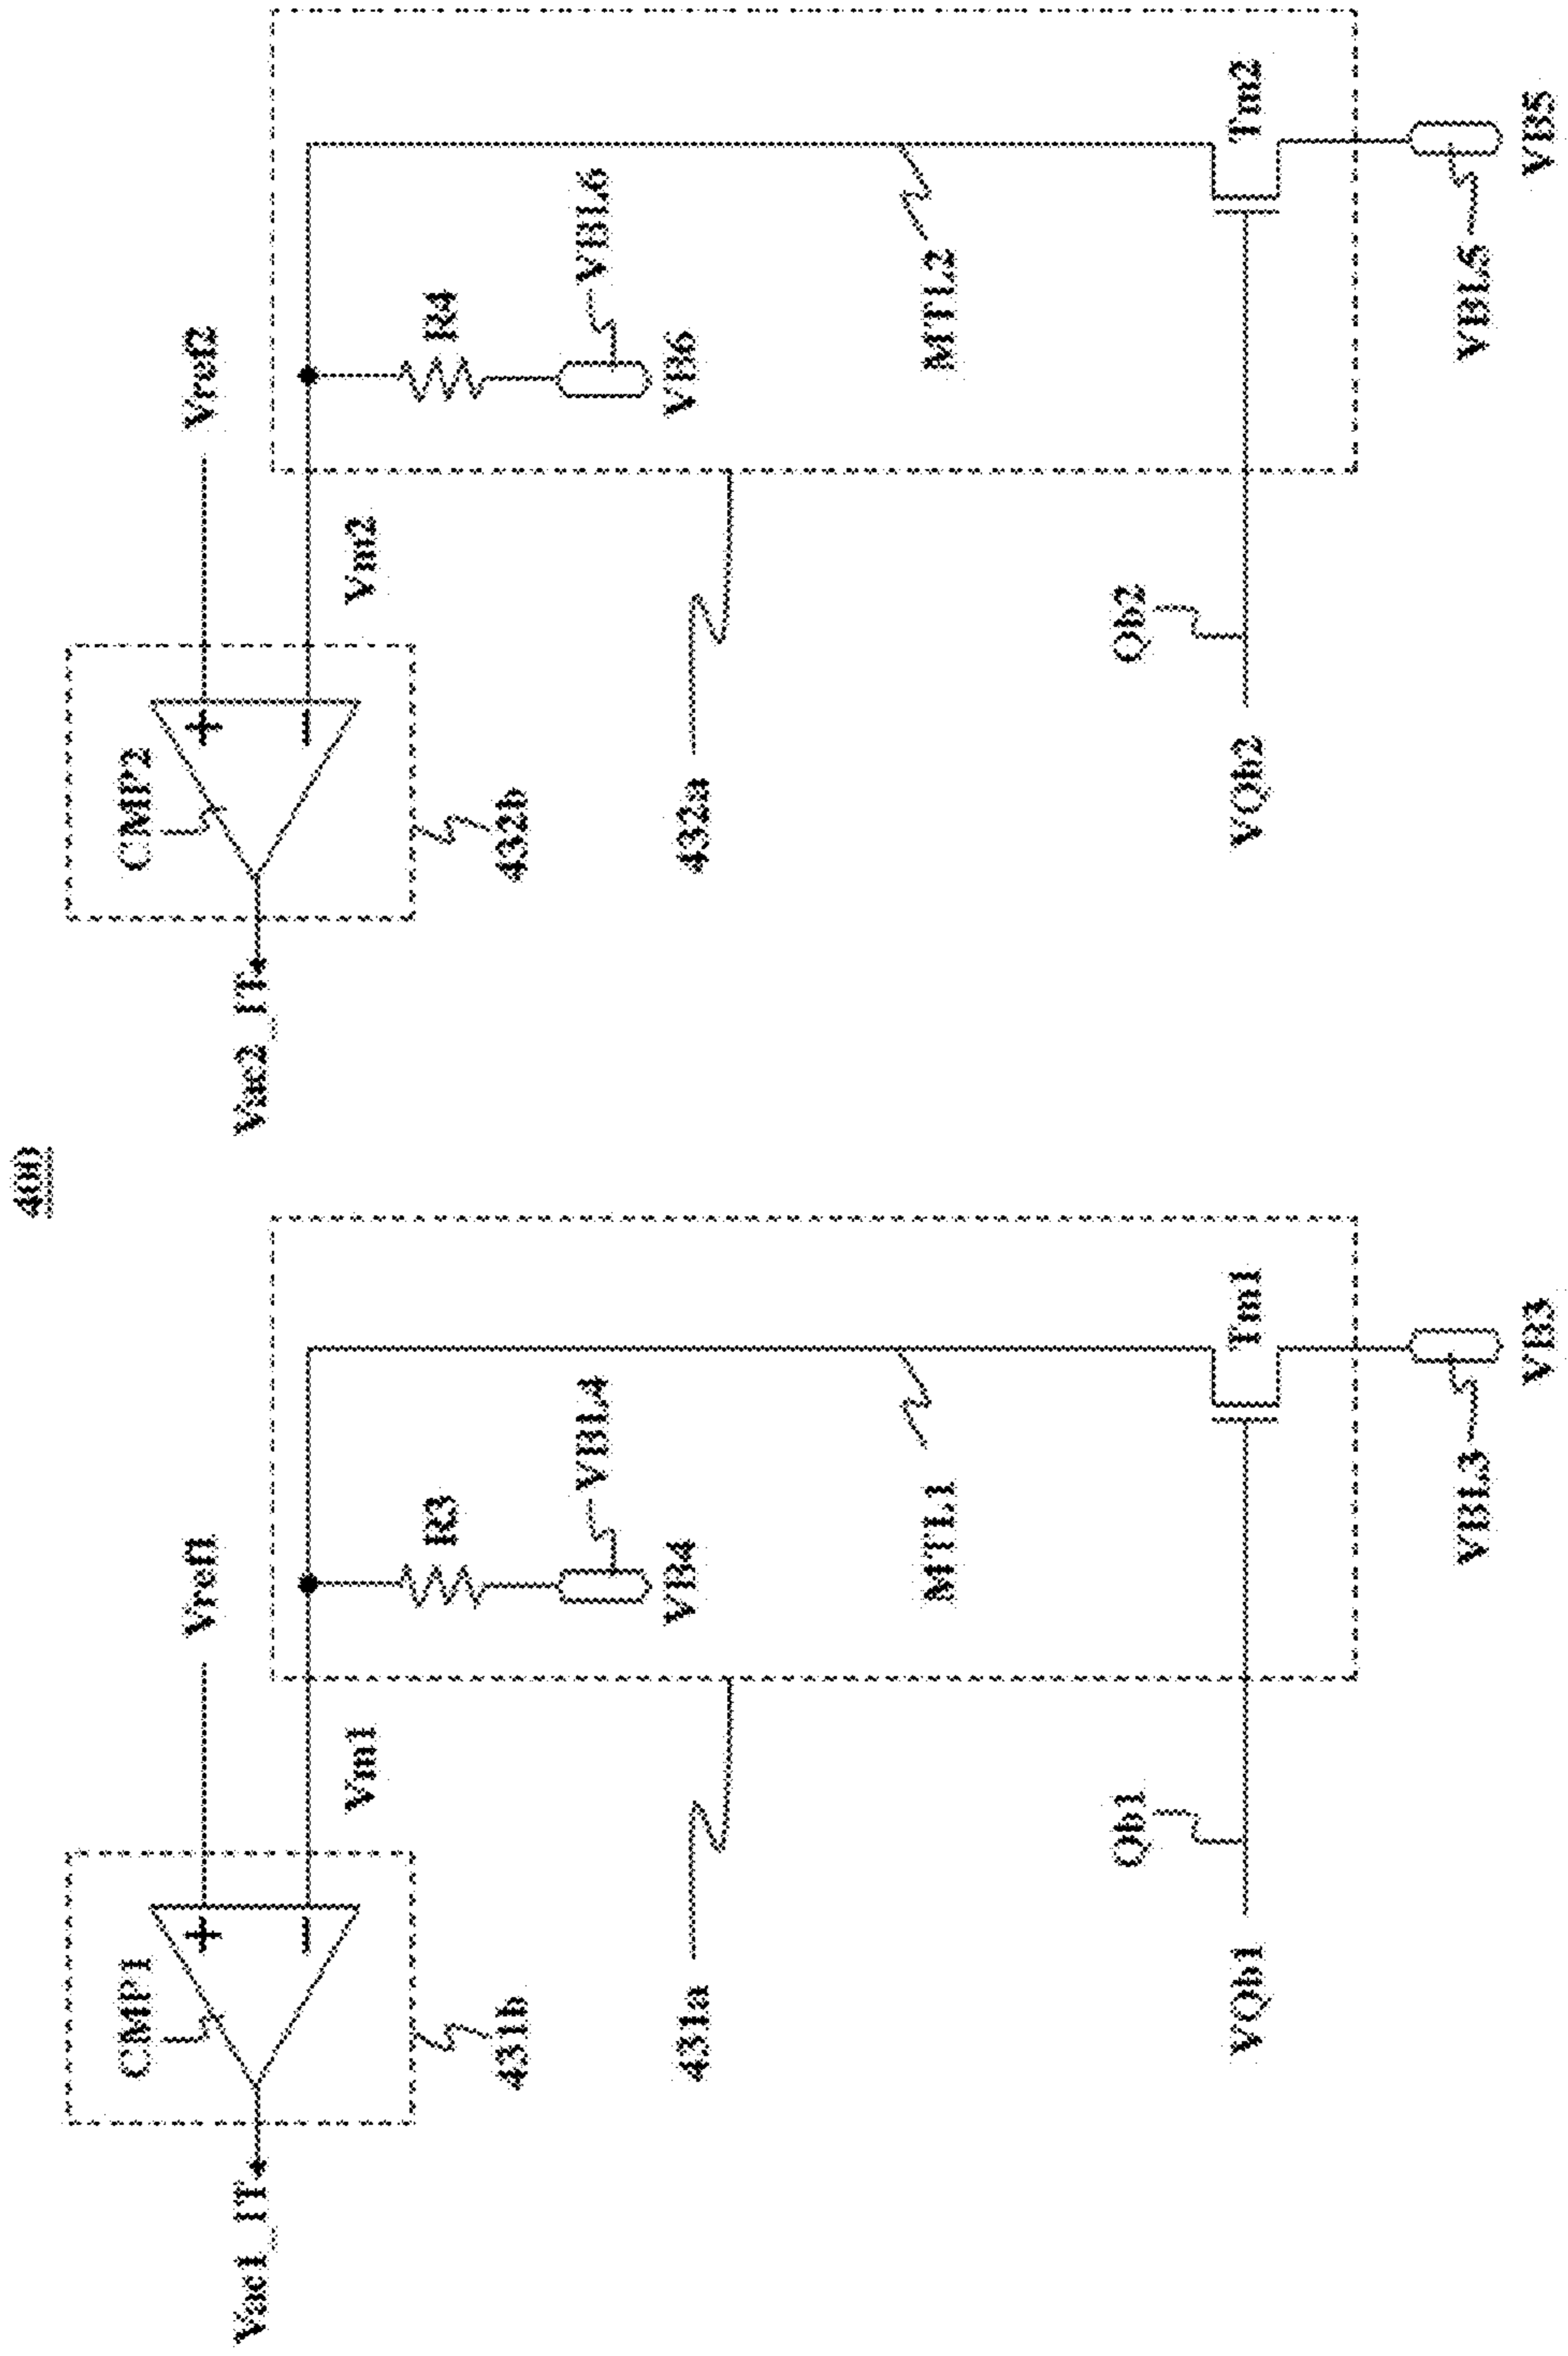 400
CMP1
Vref1
+
Vac1_IT
−
Vm1
R3
431b
VBL4
431a
VB4
MTL1
Qb1
VQb1
Tm1
VBL3
VB3
CMP2
Vref2
+
Vac2_IT
−
Vm2
R4
432b
VBL6
432a
VB6
MTL2
Qb2
VQb2
Tm2
VBL5
VB5